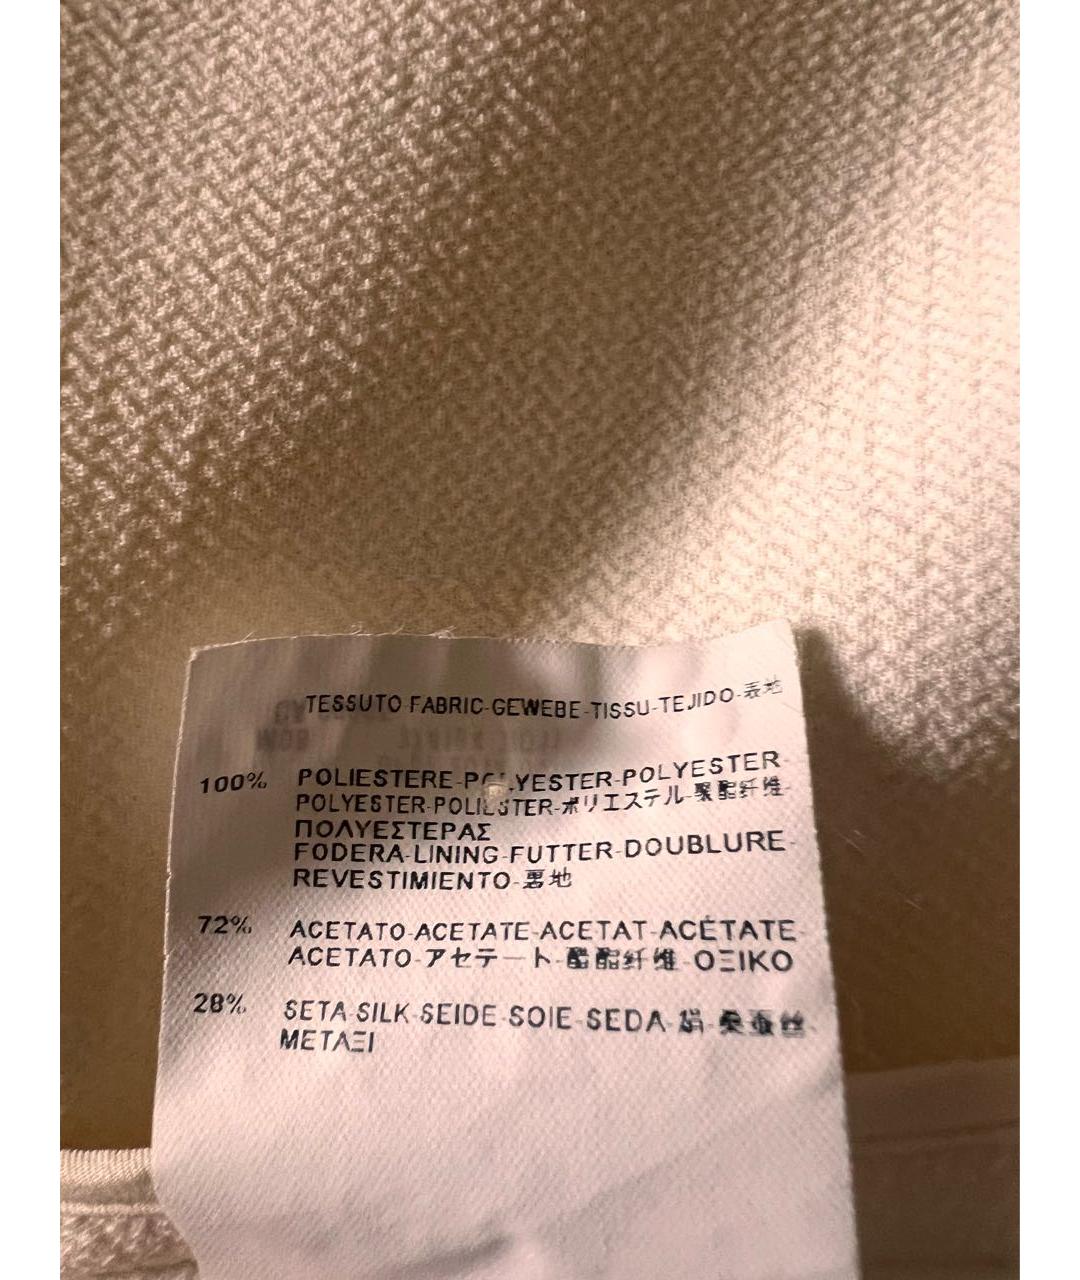 TESSUTO-FABRIC-GEWEBE-TISSU-TEJIDO-表地
100% POLIESTERE-POLYESTER-POLYESTER-
POLYESTER-POLIESTER-ポリエステル-聚酯纤维-
ΠΟΛΥΕΣΤΕΡΑΣ
FODERA-LINING-FUTTER-DOUBLURE-
REVESTIMIENTO-裏地
72% ACETATO-ACETATE-ACETAT-ACÉTATE-
ACETATO-アセテート-醋酯纤维-ΟΞΙΚΟ
28% SETA-SILK-SEIDE-SOIE-SEDA-絹-桑蚕丝-
ΜΕΤΑΞΙ